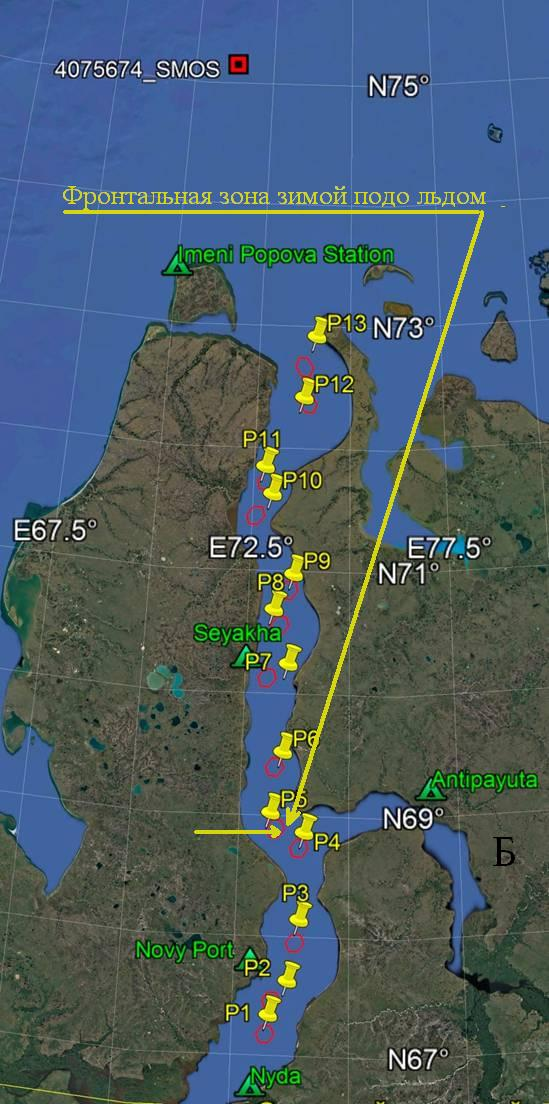 4075674_SMOS
N75°
Фронтальная зона зимой подо льдом
Imeni Popova Station
P13
N73°
P12
P11
P10
E67.5°
E72.5°
E77.5°
P9
N71°
P8
Seyakha
P7
P6
Antipayuta
P5
N69°
P4
Б
P3
Novy Port
P2
P1
N67°
Nyda